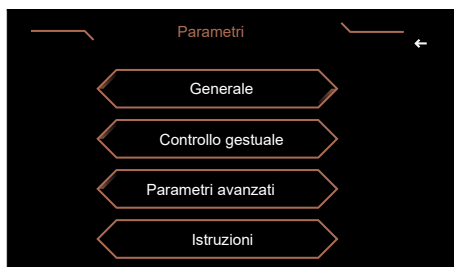 Parametri
Generale
Controllo gestuale
Parametri avanzati
Istruzioni